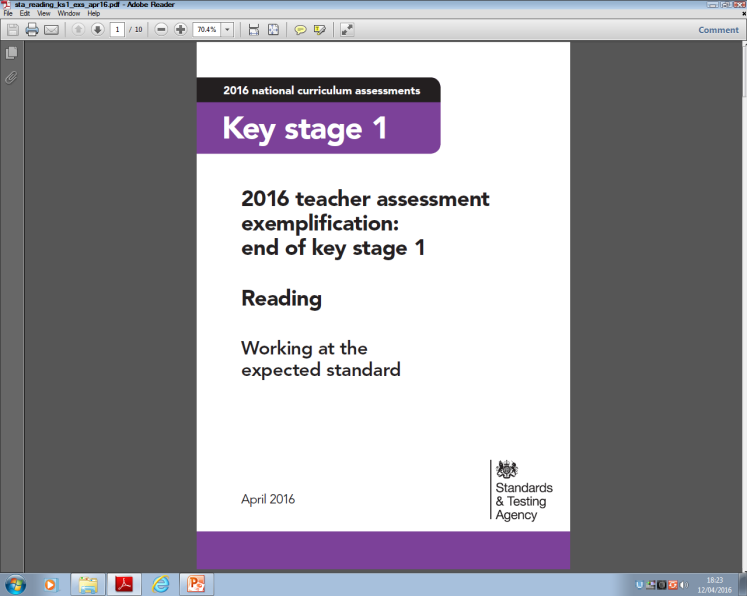 sta_reading_ks1_exs_apr16.pdf - Adobe Reader
File Edit View Window Help
1 / 10 70.4% Comment
2016 national curriculum assessments
Key stage 1
2016 teacher assessment
exemplification:
end of key stage 1
Reading
Working at the
expected standard
April 2016
Standards
& Testing
Agency
18:23
12/04/2016